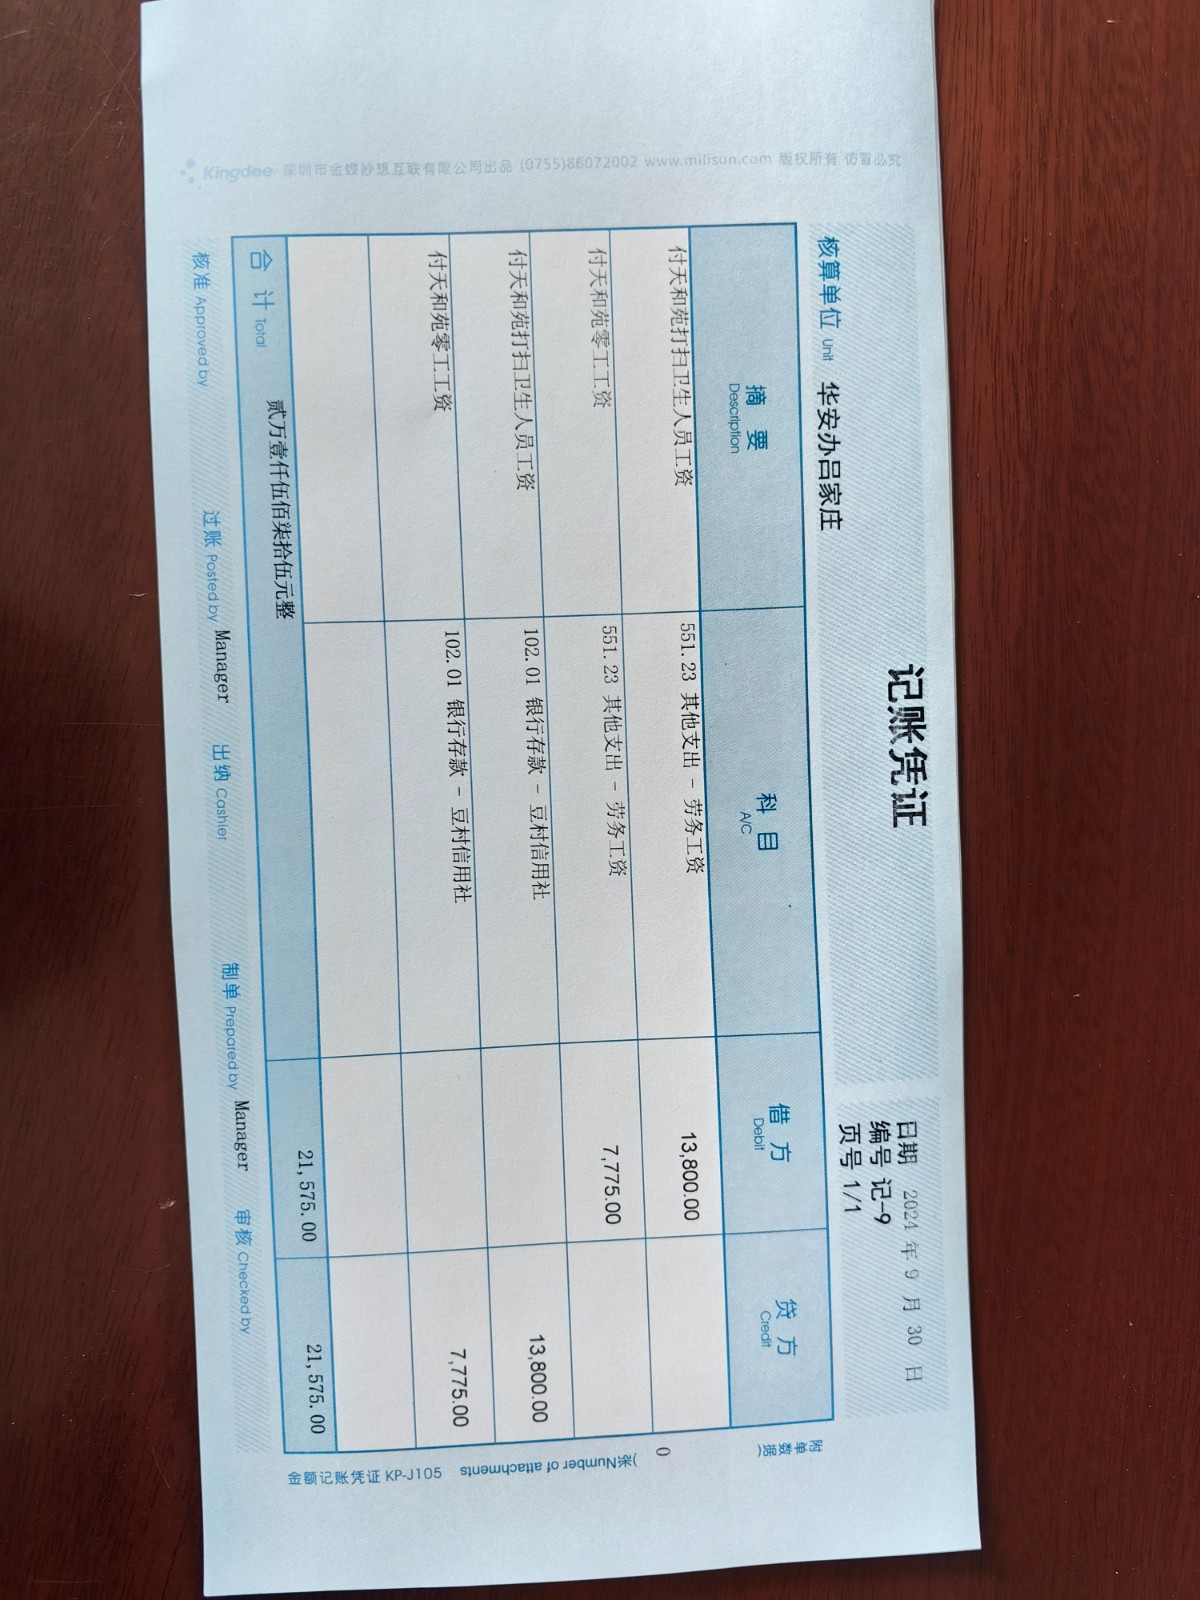 记账凭证
日期 2024 年 9 月 30 日
编号 记-9
核算单位 Unit 华安办吕家庄
页号 1/1
摘 要 Description 科 目 A/C 借 方 Debit 贷 方 Credit
付天和苑打扫卫生人员工资 551.23 其他支出 - 劳务工资 13,800.00
付天和苑零工工资 551.23 其他支出 - 劳务工资 7,775.00
付天和苑打扫卫生人员工资 102.01 银行存款 - 豆村信用社 13,800.00
付天和苑零工工资 102.01 银行存款 - 豆村信用社 7,775.00
合 计 Total 贰万壹仟伍佰柒拾伍元整 21,575.00 21,575.00
核准 Approved by 过账 Posted by Manager 出纳 Cashier 制单 Prepared by Manager 审核 Checked by
附单数据( 0 )张 Number of attachments
金额记账凭证 KP-J105
Kingdee 深圳市金蝶妙想互联有限公司出品 (0755)86072002 www.milisun.com 版权所有 仿冒必究